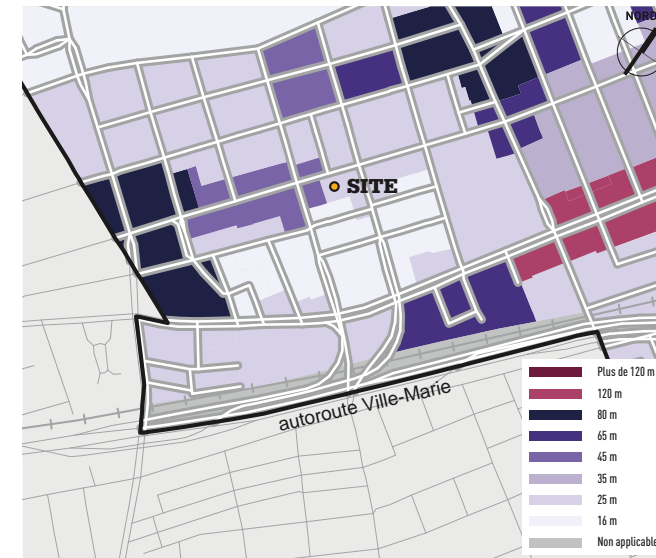 NORD
SITE
autoroute Ville-Marie
Plus de 120 m
120 m
80 m
65 m
45 m
35 m
25 m
16 m
Non applicable